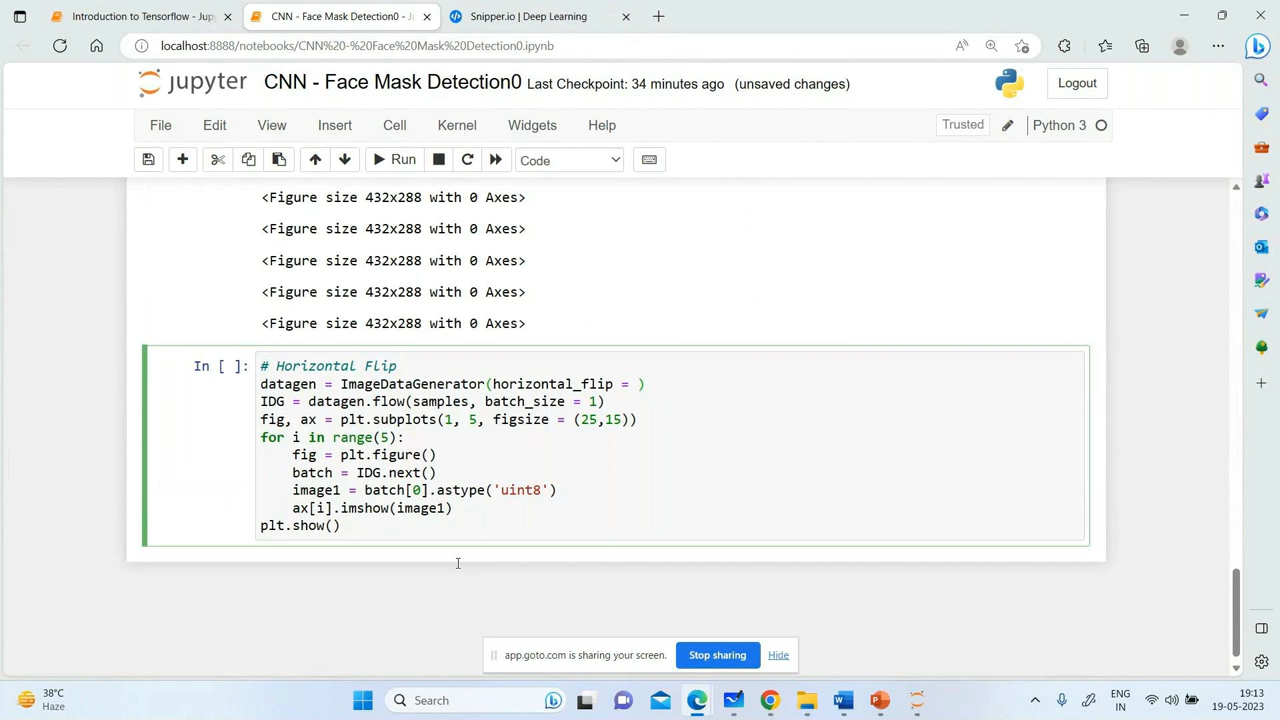 Introduction to Tensorflow - Jupy
CNN - Face Mask Detection0 - Ju
Snipper.io | Deep Learning
localhost:8888/notebooks/CNN%20-%20Face%20Mask%20Detection0.ipynb
jupyter CNN - Face Mask Detection0 Last Checkpoint: 34 minutes ago (unsaved changes)
Logout
File Edit View Insert Cell Kernel Widgets Help
Trusted
Python 3
Run
Code
<Figure size 432x288 with 0 Axes>
<Figure size 432x288 with 0 Axes>
<Figure size 432x288 with 0 Axes>
<Figure size 432x288 with 0 Axes>
<Figure size 432x288 with 0 Axes>
In [ ]: # Horizontal Flip
datagen = ImageDataGenerator(horizontal_flip = )
IDG = datagen.flow(samples, batch_size = 1)
fig, ax = plt.subplots(1, 5, figsize = (25,15))
for i in range(5):
    fig = plt.figure()
    batch = IDG.next()
    image1 = batch[0].astype('uint8')
    ax[i].imshow(image1)
plt.show()
app.goto.com is sharing your screen.
Stop sharing
Hide
38°C
Haze
Search
ENG
IN
19:13
19-05-2023